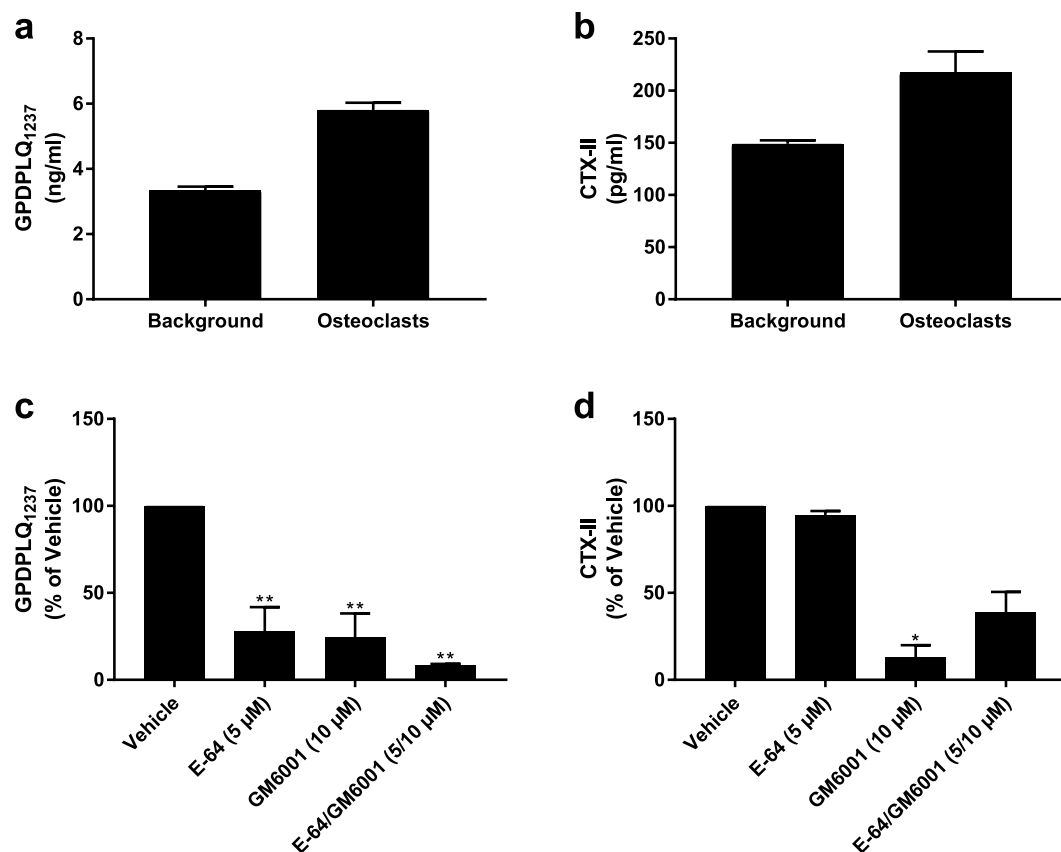 a
GPDPLQ1237
(ng/ml)
8
6
4
2
0
Background
Osteoclasts
b
CTX-II
(pg/ml)
250
200
150
100
50
0
Background
Osteoclasts
c
GPDPLQ1237
(% of Vehicle)
150
100
50
0
**
**
**
Vehicle
E-64 (5 µM)
GM6001 (10 µM)
E-64/GM6001 (5/10 µM)
d
CTX-II
(% of Vehicle)
150
100
50
0
*
Vehicle
E-64 (5 µM)
GM6001 (10 µM)
E-64/GM6001 (5/10 µM)